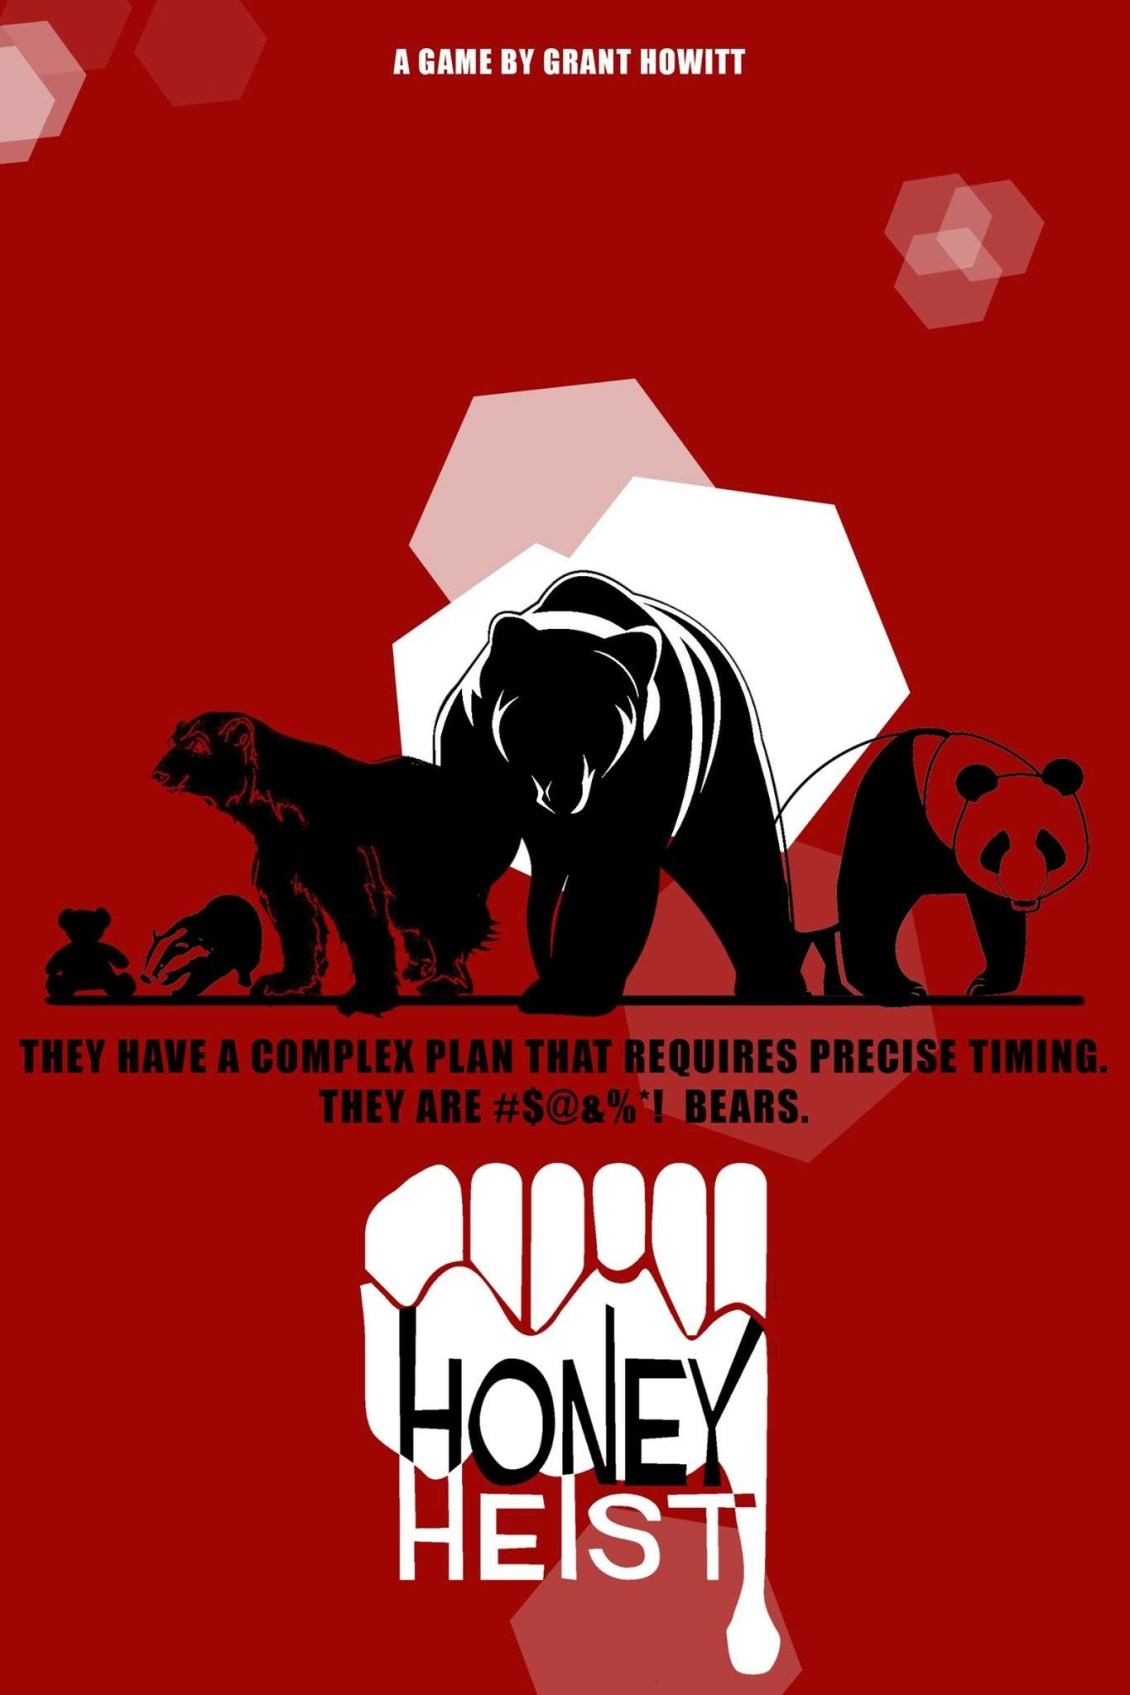 A GAME BY GRANT HOWITT
THEY HAVE A COMPLEX PLAN THAT REQUIRES PRECISE TIMING.
THEY ARE #$@&%*! BEARS.
HONEY
HEIST